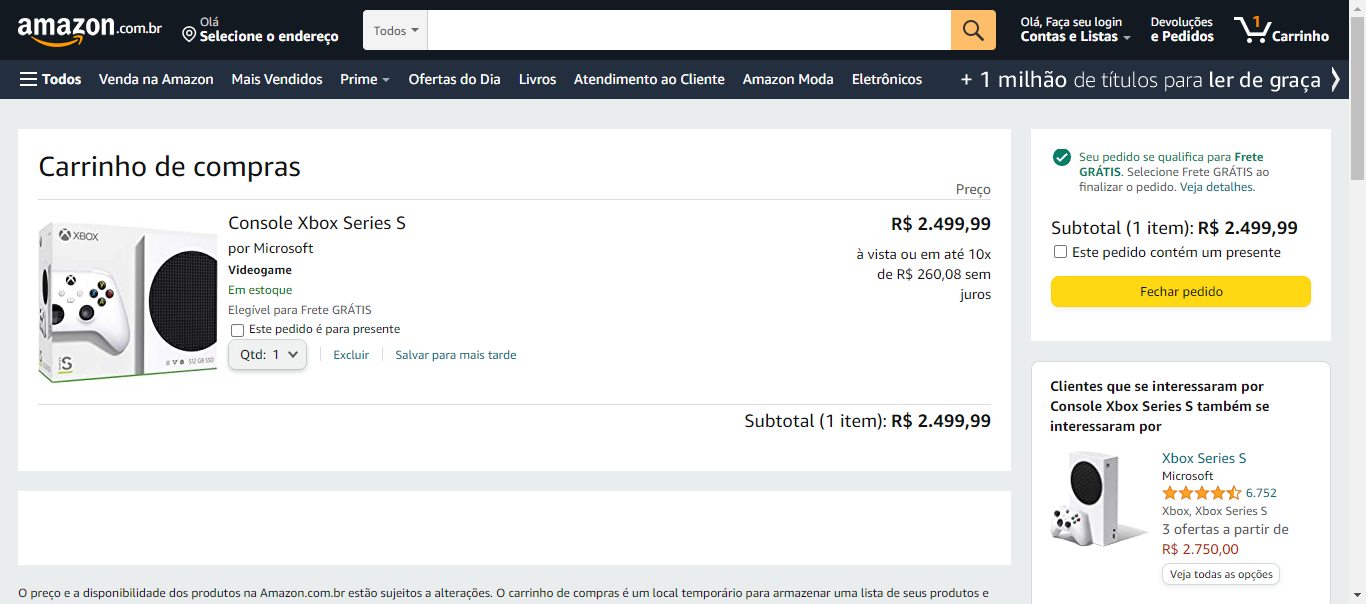 amazon.com.br
Olá
Selecione o endereço
Todos
Olá, Faça seu login
Contas e Listas
Devoluções
e Pedidos
1
Carrinho
Todos
Venda na Amazon
Mais Vendidos
Prime
Ofertas do Dia
Livros
Atendimento ao Cliente
Amazon Moda
Eletrônicos
+ 1 milhão de títulos para ler de graça
Carrinho de compras
Preço
XBOX
S
512 GB SSD
Console Xbox Series S
por Microsoft
Videogame
Em estoque
Elegível para Frete GRÁTIS
Este pedido é para presente
Qtd: 1
Excluir
Salvar para mais tarde
R$ 2.499,99
à vista ou em até 10x
de R$ 260,08 sem
juros
Subtotal (1 item): R$ 2.499,99
Seu pedido se qualifica para Frete
GRÁTIS. Selecione Frete GRÁTIS ao
finalizar o pedido. Veja detalhes.
Subtotal (1 item): R$ 2.499,99
Este pedido contém um presente
Fechar pedido
Clientes que se interessaram por
Console Xbox Series S também se
interessaram por
Xbox Series S
Microsoft
6.752
Xbox, Xbox Series S
3 ofertas a partir de
R$ 2.750,00
Veja todas as opções
O preço e a disponibilidade dos produtos na Amazon.com.br estão sujeitos a alterações. O carrinho de compras é um local temporário para armazenar uma lista de seus produtos e